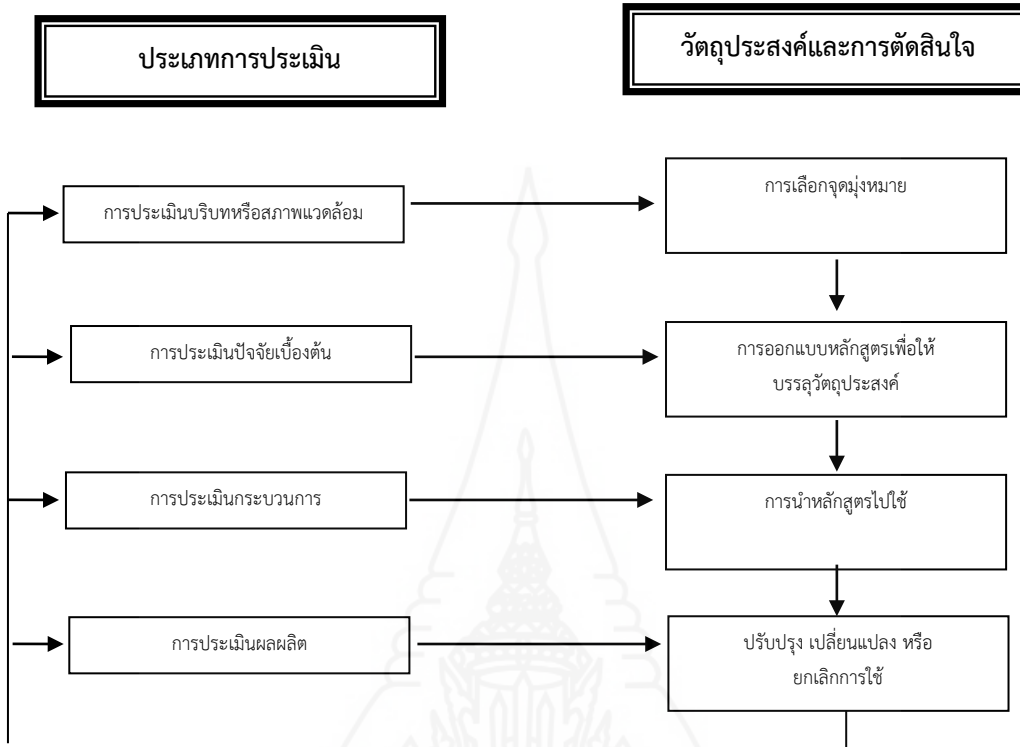 ประเภทการประเมิน
วัตถุประสงค์และการตัดสินใจ
การประเมินบริบทหรือสภาพแวดล้อม
การเลือกจุดมุ่งหมาย
การประเมินปัจจัยเบื้องต้น
การออกแบบหลักสูตรเพื่อให้
บรรลุวัตถุประสงค์
การประเมินกระบวนการ
การนำหลักสูตรไปใช้
การประเมินผลผลิต
ปรับปรุง เปลี่ยนแปลง หรือ
ยกเลิกการใช้